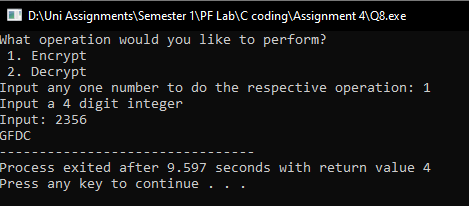 D:\Uni Assignments\Semester 1\PF Lab\C coding\Assignment 4\Q8.exe
What operation would you like to perform?
1. Encrypt
2. Decrypt
Input any one number to do the respective operation: 1
Input a 4 digit integer
Input: 2356
GFDC
--------------------------------
Process exited after 9.597 seconds with return value 4
Press any key to continue . . .